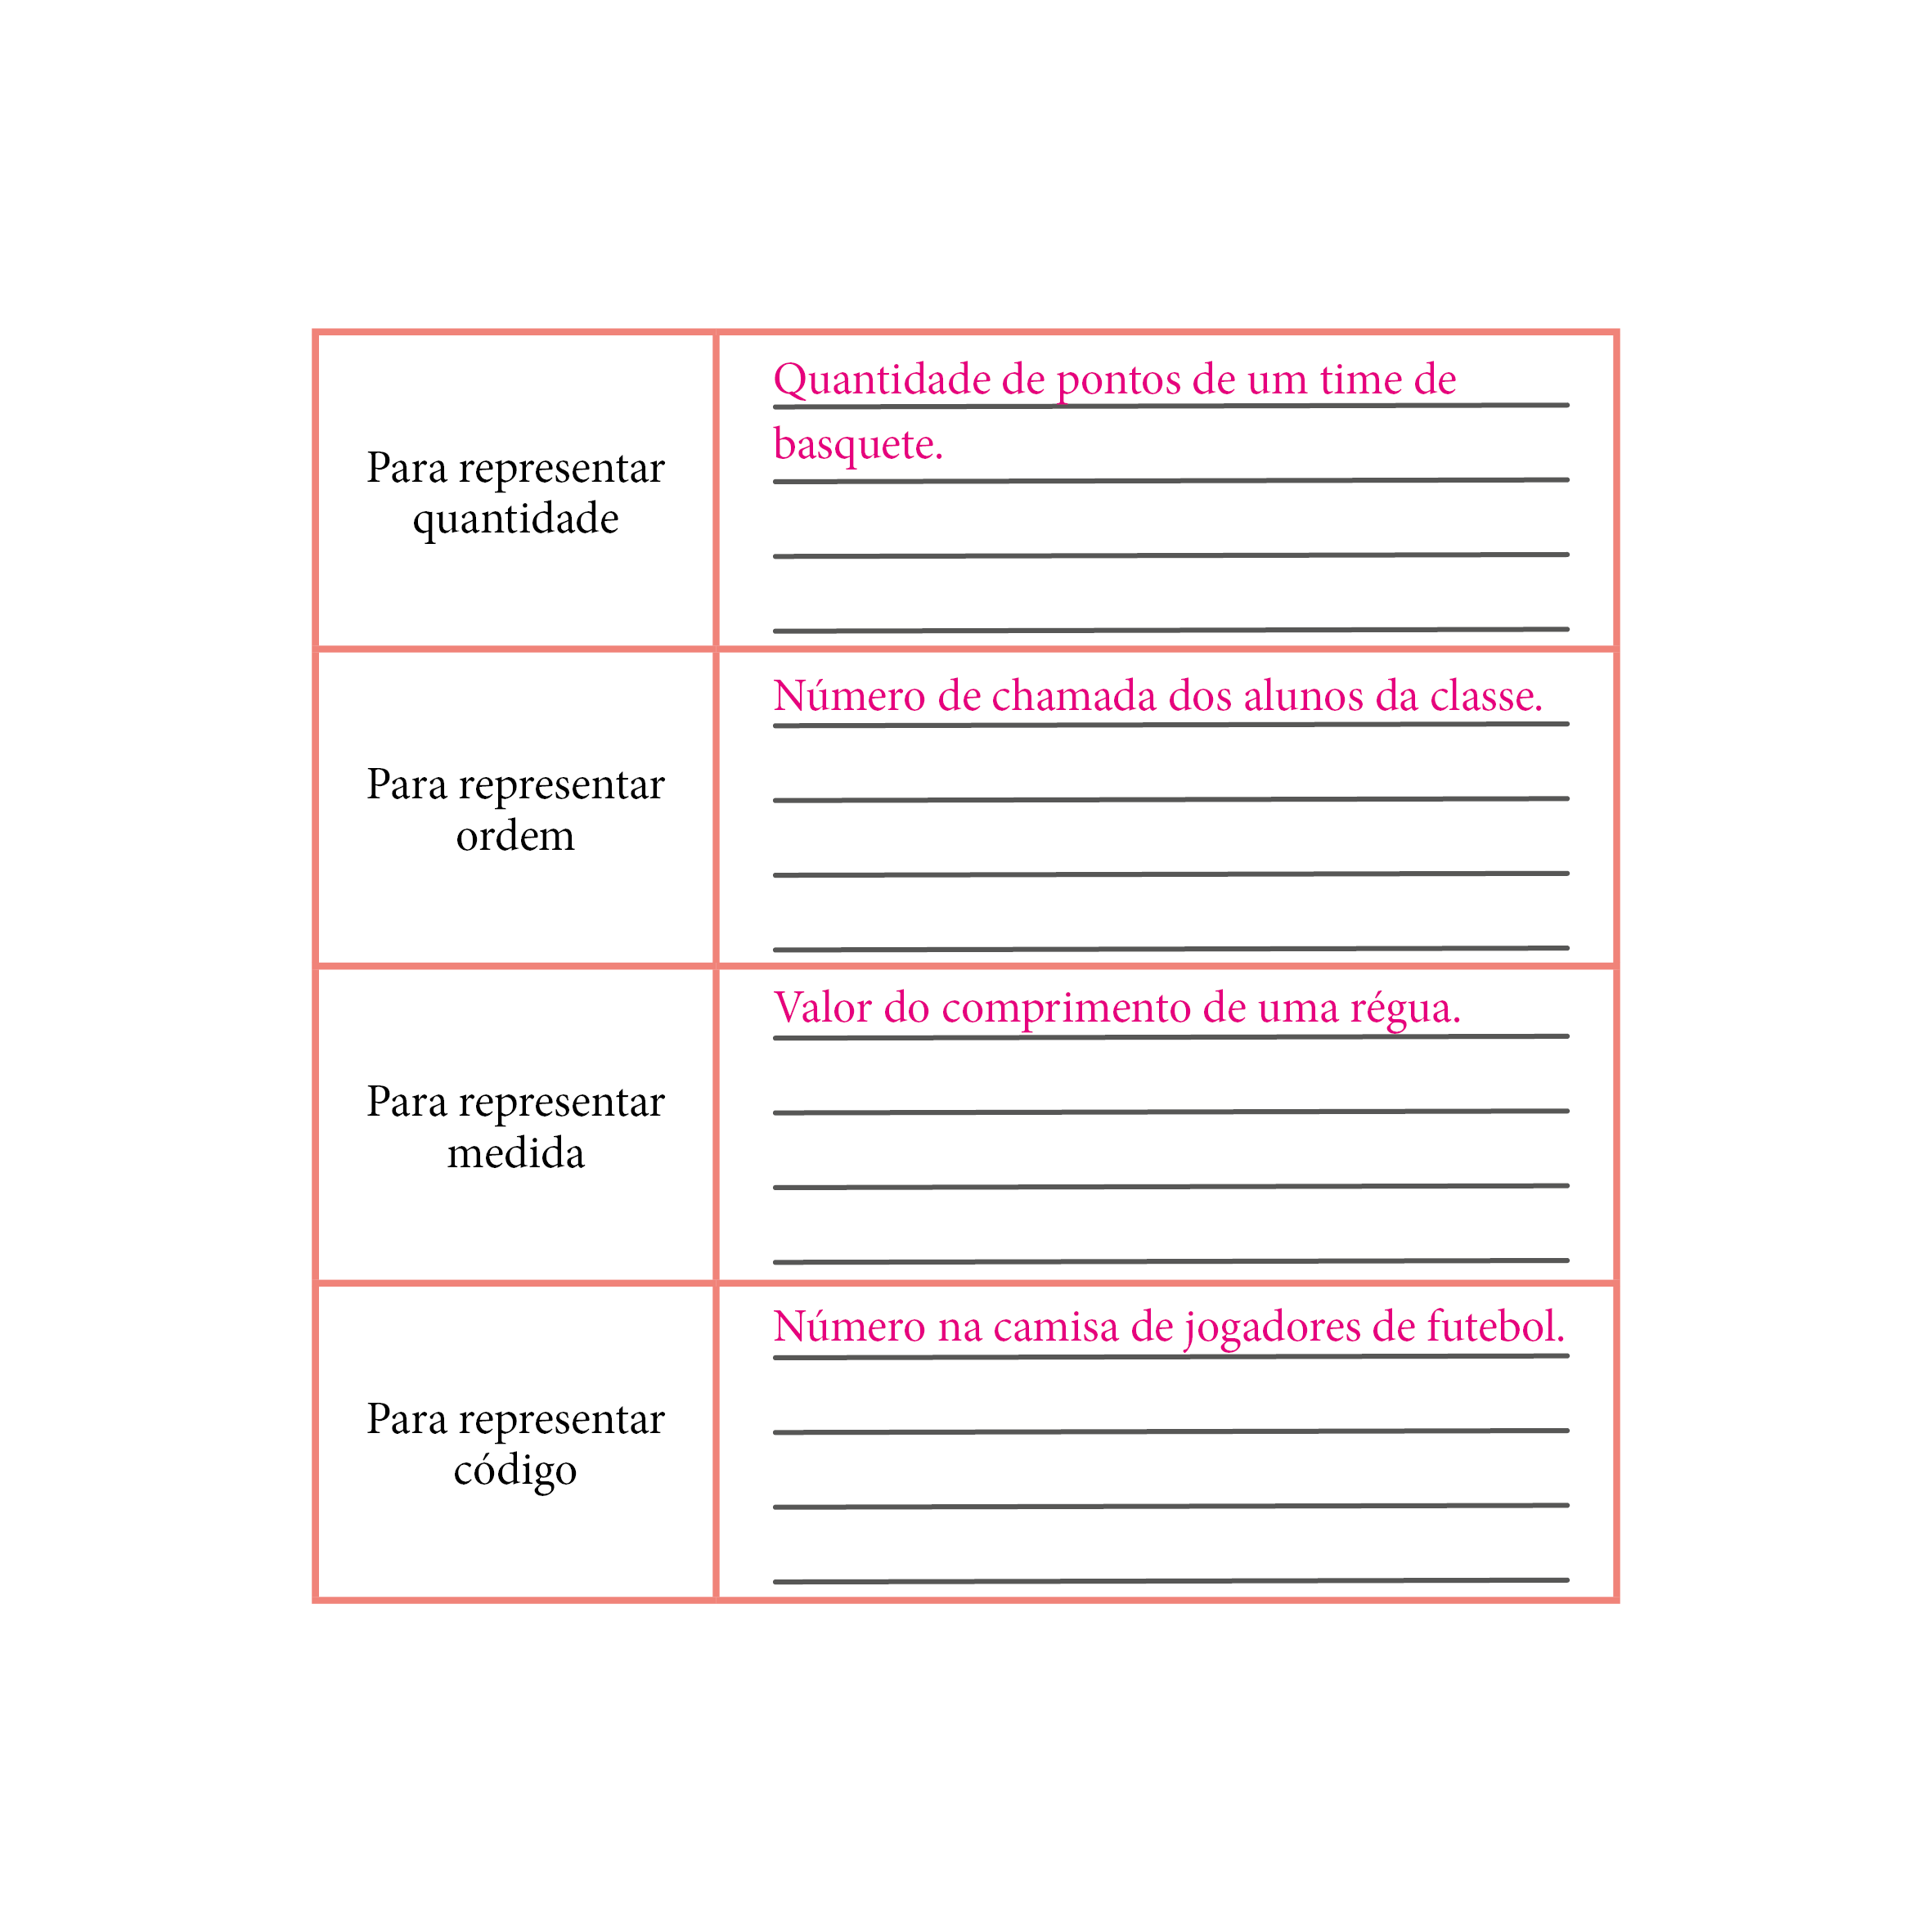 Para representar
quantidade
Quantidade de pontos de um time de
basquete.
Para representar
ordem
Número de chamada dos alunos da classe.
Para representar
medida
Valor do comprimento de uma régua.
Para representar
código
Número na camisa de jogadores de futebol.